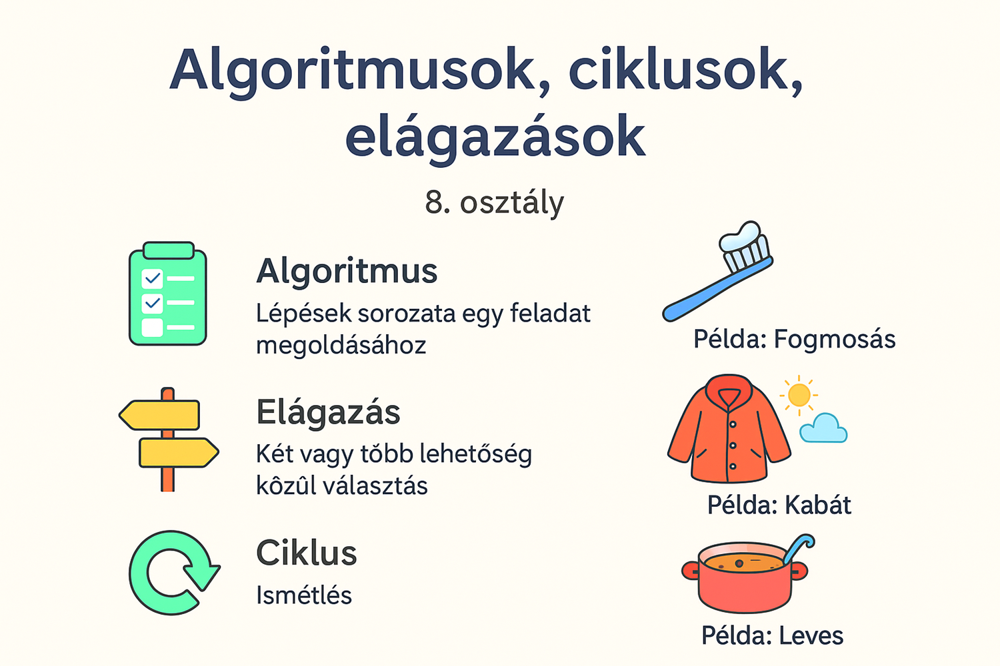 Algoritmusok, ciklusok,
elágazások
8. osztály
Algoritmus
Lépések sorozata egy feladat
megoldásához
Példa: Fogmosás
Elágazás
Két vagy tŏbb lehetőség
kôzûl választás
Példa: Kabát
Ciklus
Ismétlés
Példa: Leves